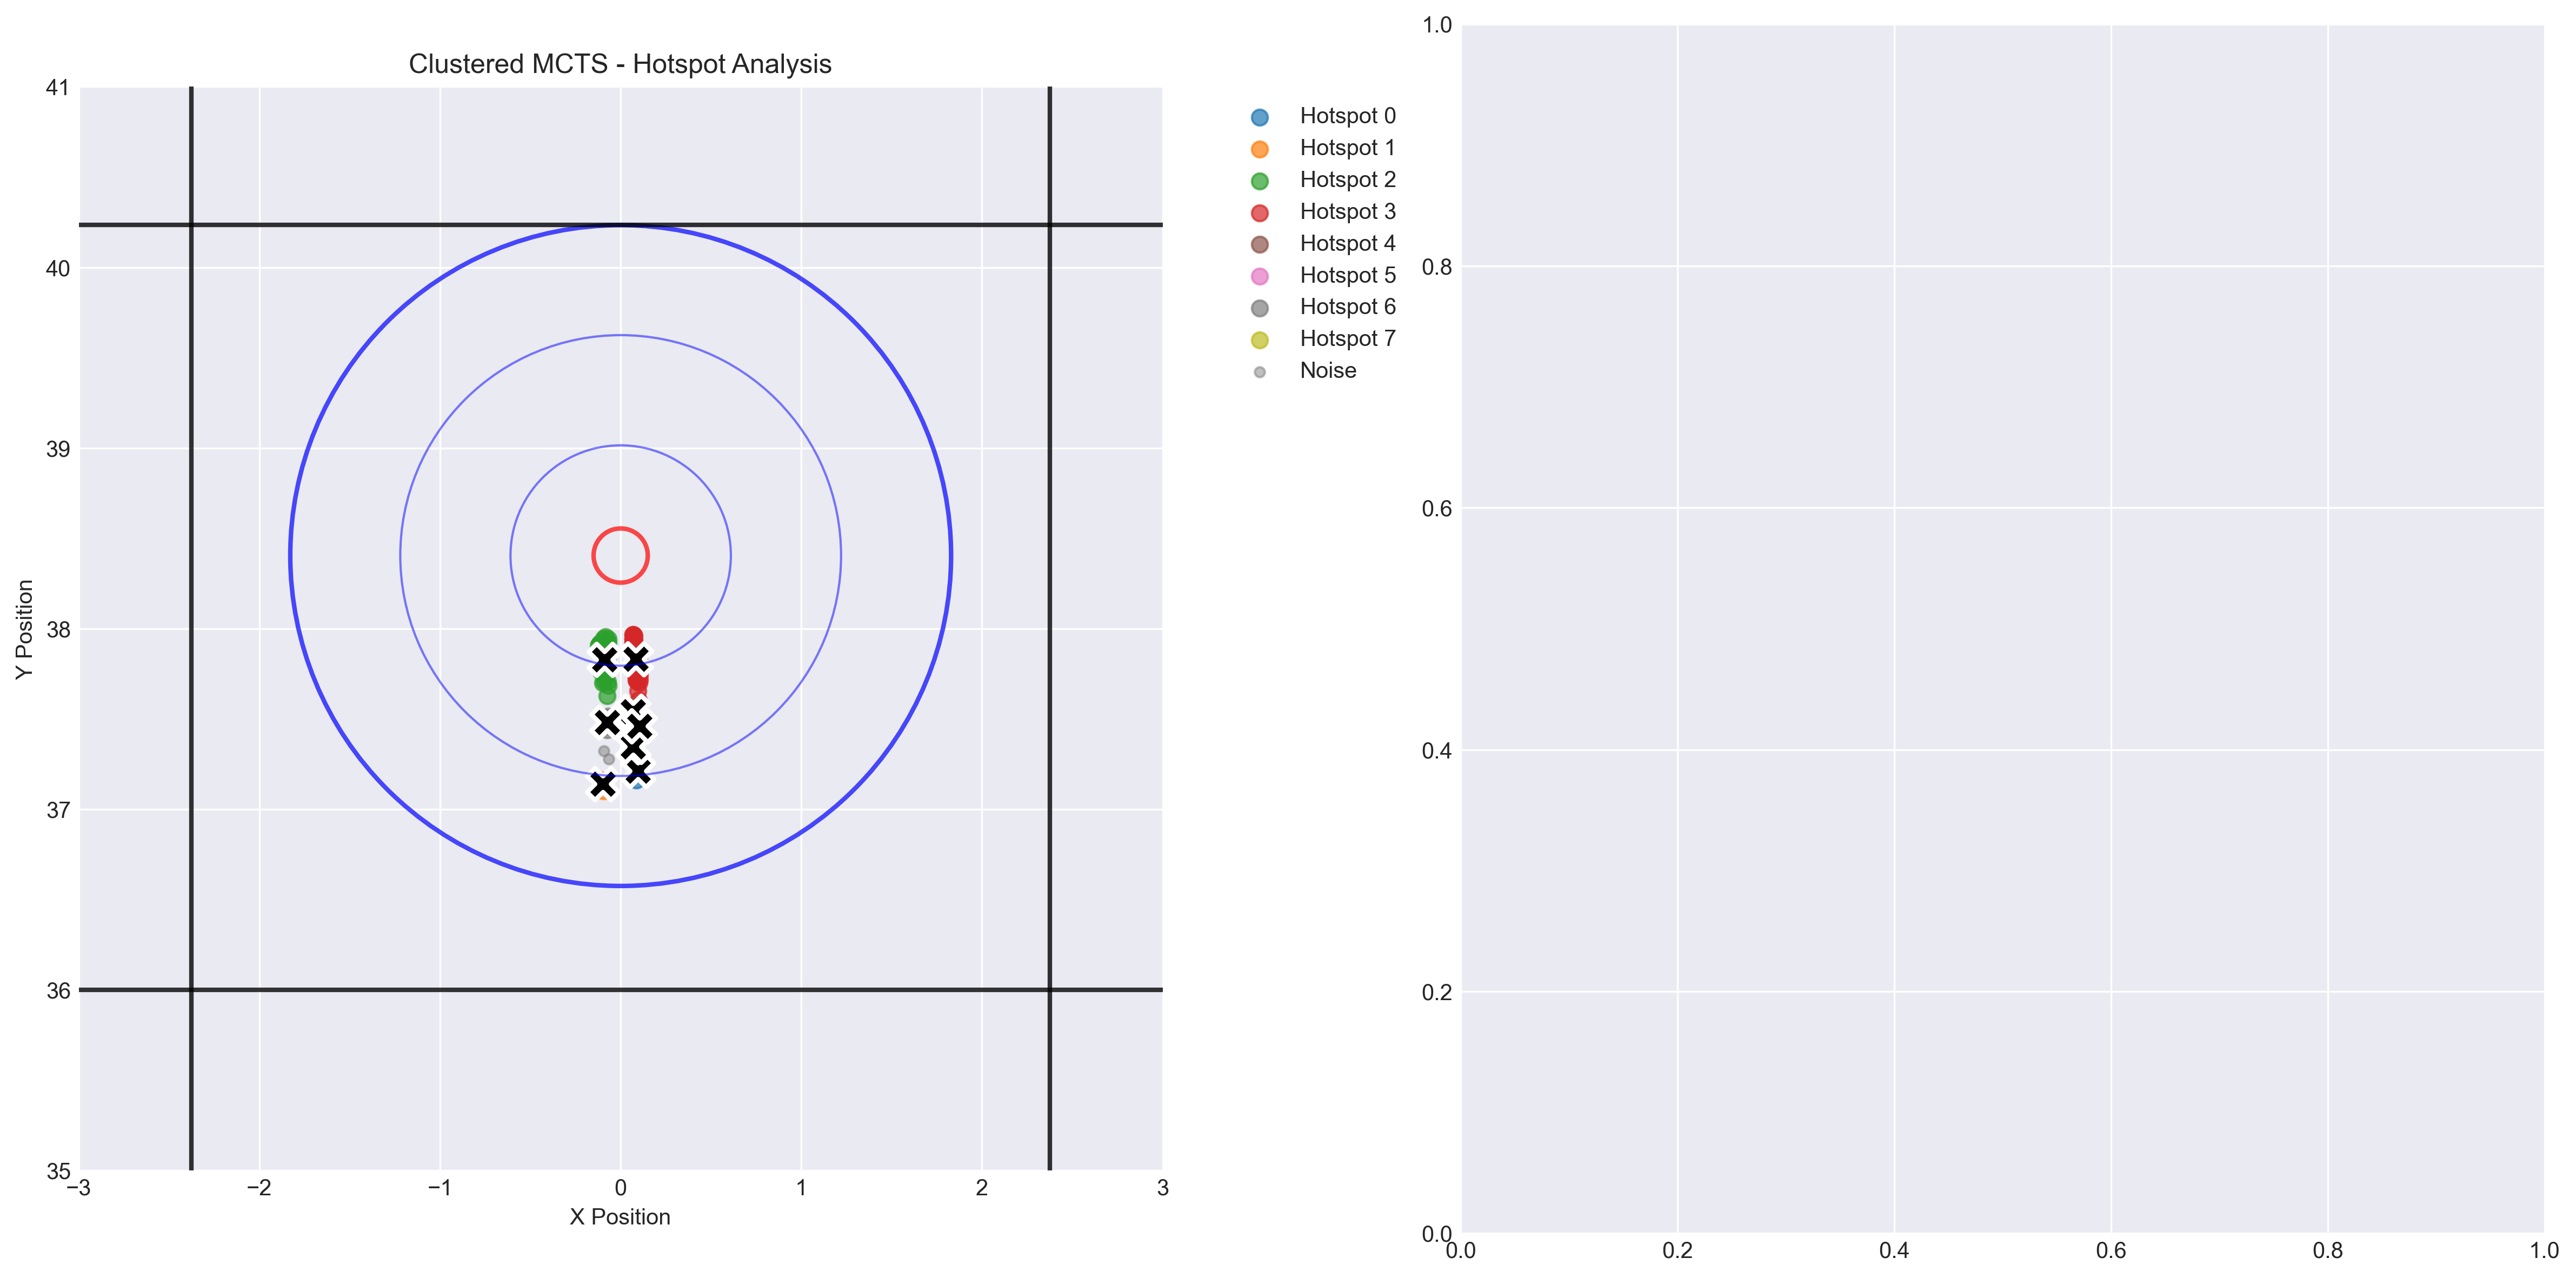 Clustered MCTS - Hotspot Analysis
41
40
39
38
37
36
35
Y Position
−3
−2
−1
0
1
2
3
X Position
Hotspot 0
Hotspot 1
Hotspot 2
Hotspot 3
Hotspot 4
Hotspot 5
Hotspot 6
Hotspot 7
Noise
1.0
0.8
0.6
0.4
0.2
0.0
0.0
0.2
0.4
0.6
0.8
1.0